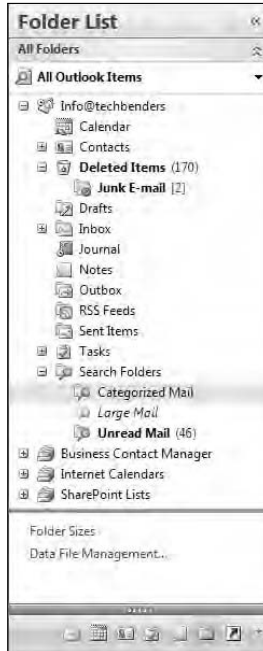 Folder List «
All Folders
All Outlook Items
Info@techbenders
Calendar
Contacts
Deleted Items (170)
Junk E-mail [2]
Drafts
Inbox
Journal
Notes
Outbox
RSS Feeds
Sent Items
Tasks
Search Folders
Categorized Mail
Large Mail
Unread Mail (46)
Business Contact Manager
Internet Calendars
SharePoint Lists
Folder Sizes
Data File Management...